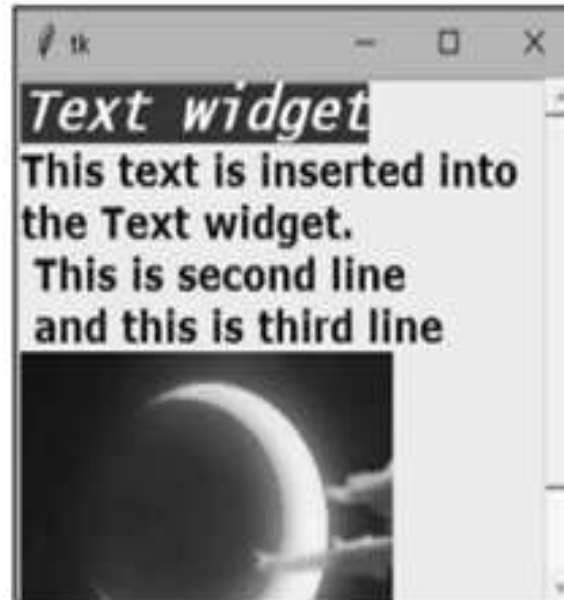 tk
Text widget
This text is inserted into
the Text widget.
This is second line
and this is third line